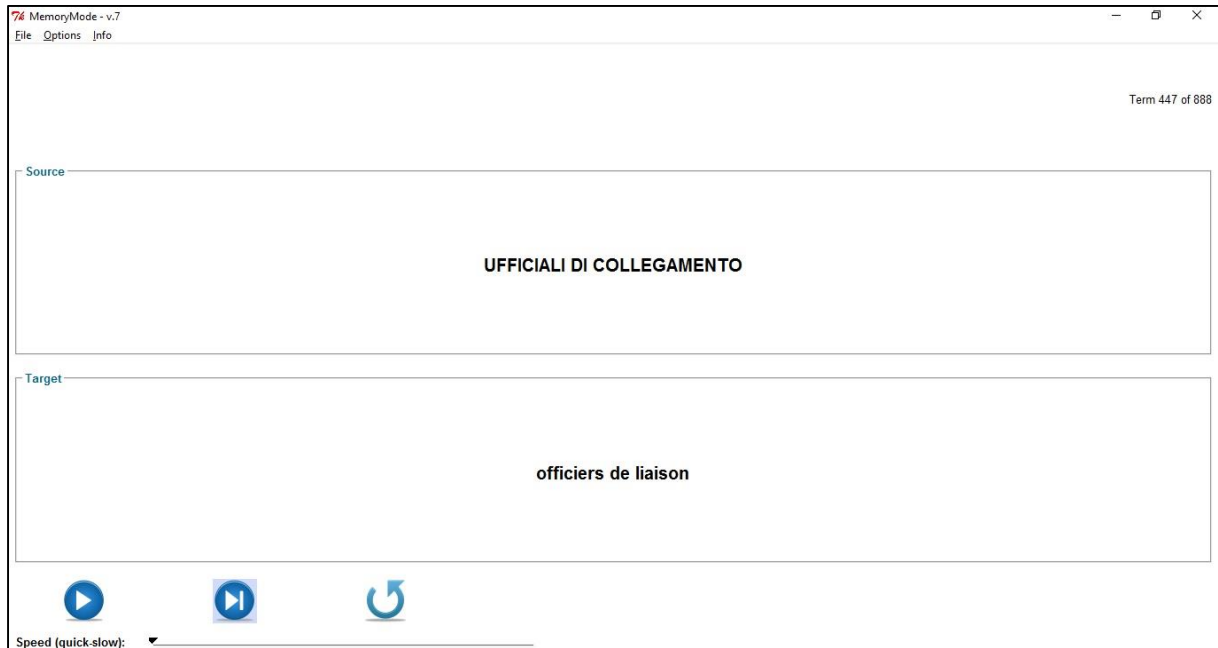 MemoryMode - v.7
File Options Info
Term 447 of 888
Source
UFFICIALI DI COLLEGAMENTO
Target
officiers de liaison
Speed (quick-slow):